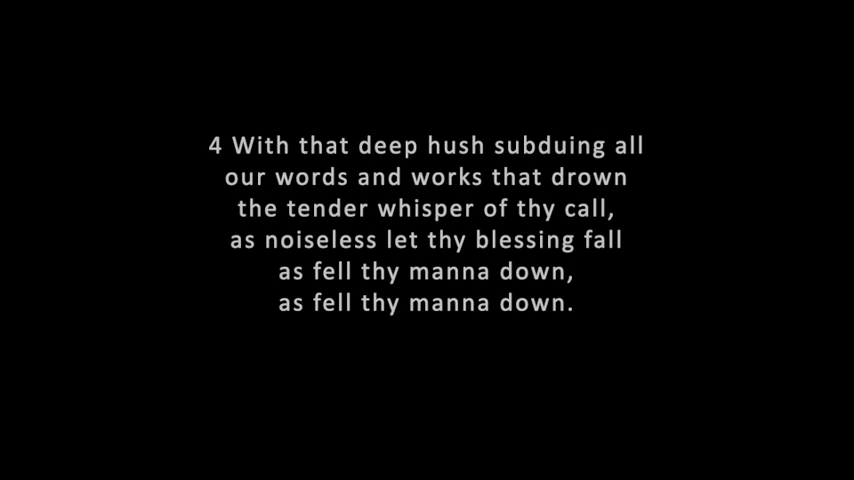 4 With that deep hush subduing all
our words and works that drown
the tender whisper of thy call,
as noiseless let thy blessing fall
as fell thy manna down,
as fell thy manna down.